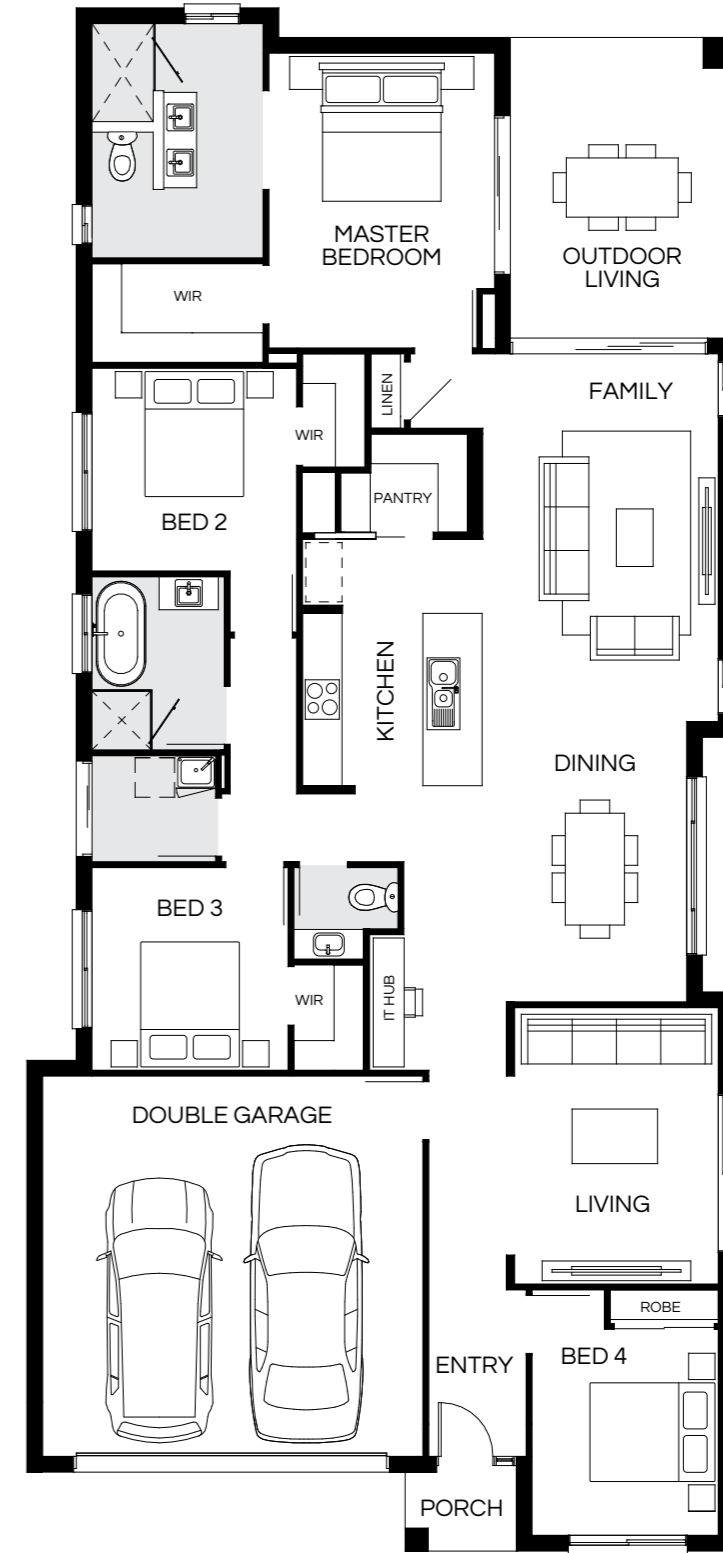 MASTER
BEDROOM
OUTDOOR
LIVING
WIR
FAMILY
LINEN
WIR
PANTRY
BED 2
KITCHEN
DINING
BED 3
IT HUB
WIR
DOUBLE GARAGE
LIVING
ROBE
BED 4
ENTRY
PORCH